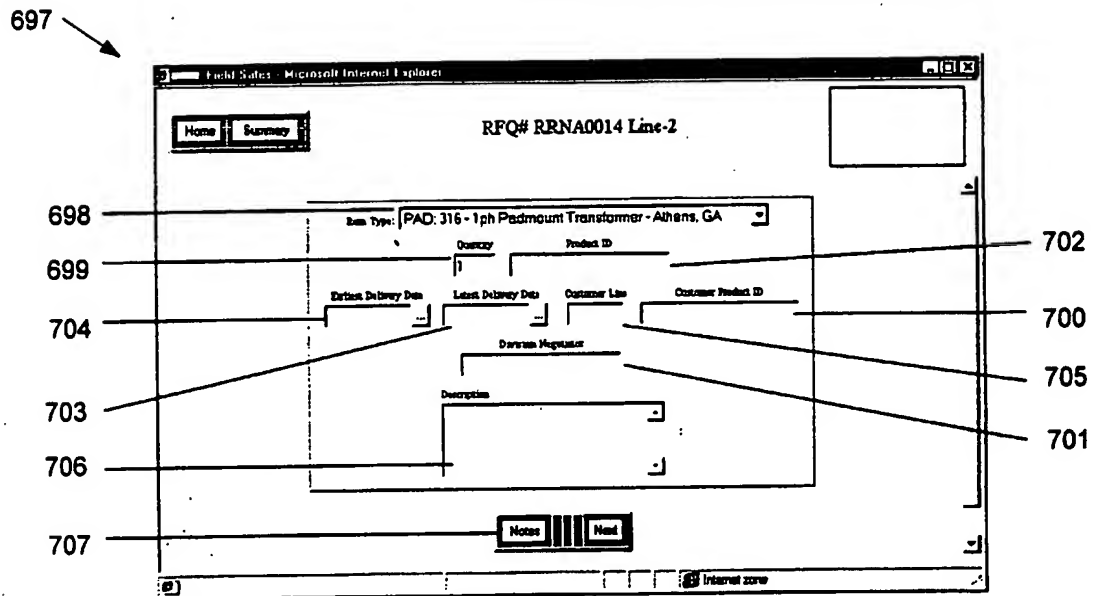 697
Field Sales - Microsoft Internet Explorer
Home Summary RFQ# RRNA0014 Line-2
698 Item Type: PAD: 316 - 1ph Padmount Transformer - Athens, GA
699 Quantity Product ID 702
704 Earliest Delivery Date Latest Delivery Date Customer Line Customer Product ID 700
Negotiator 705
703 Description 701
706
707 Notes Next
Internet zone